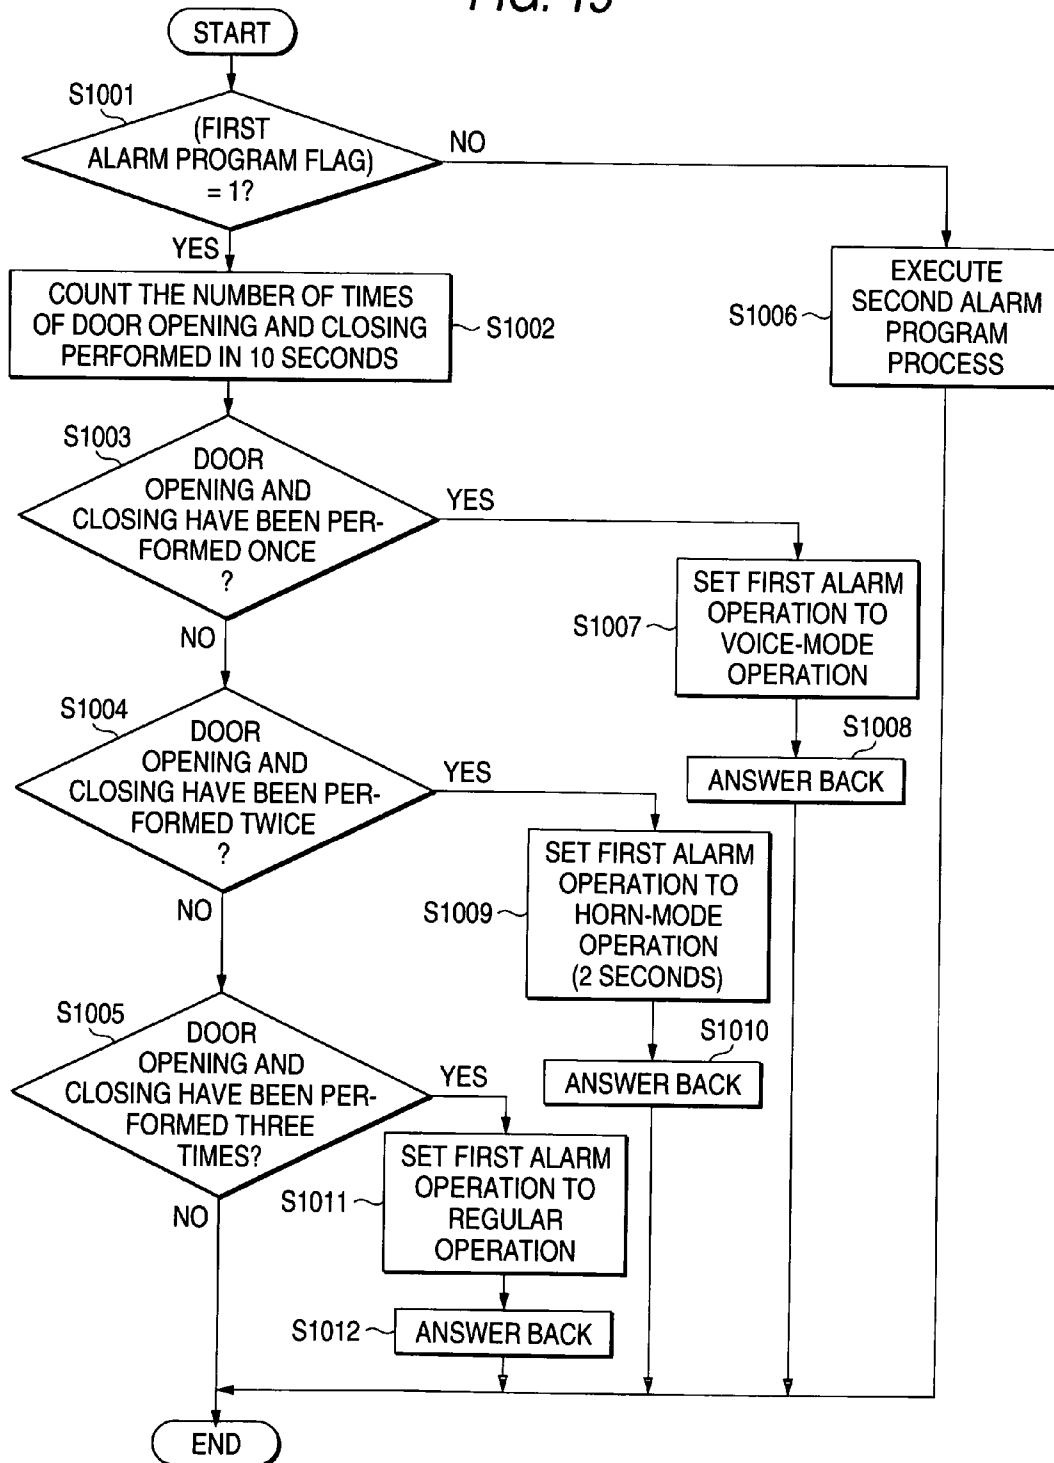 START
S1001
(FIRST
ALARM PROGRAM FLAG)
= 1?
NO
YES
COUNT THE NUMBER OF TIMES
OF DOOR OPENING AND CLOSING
PERFORMED IN 10 SECONDS
S1002
EXECUTE
SECOND ALARM
PROGRAM
PROCESS
S1006
S1003
DOOR
OPENING AND
CLOSING HAVE BEEN PER-
FORMED ONCE
?
YES
NO
SET FIRST ALARM
OPERATION TO
VOICE-MODE
OPERATION
S1007
S1008
ANSWER BACK
S1004
DOOR
OPENING AND
CLOSING HAVE BEEN PER-
FORMED TWICE
?
YES
NO
SET FIRST ALARM
OPERATION TO
HORN-MODE
OPERATION
(2 SECONDS)
S1009
S1010
ANSWER BACK
S1005
DOOR
OPENING AND
CLOSING HAVE BEEN PER-
FORMED THREE
TIMES?
YES
NO
SET FIRST ALARM
OPERATION TO
REGULAR
OPERATION
S1011
S1012
ANSWER BACK
END